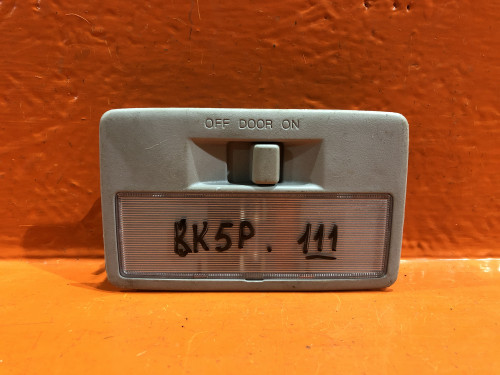 OFF DOOR ON
BK5P. 111